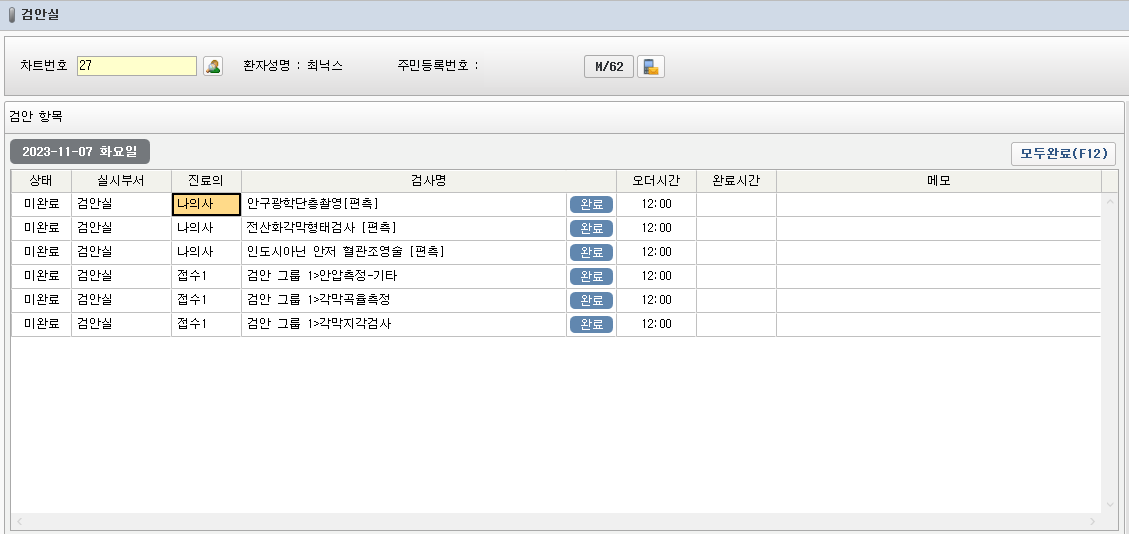 검안실
차트번호 27 환자성명 : 최닉스 주민등록번호 : M/62
검안 항목
2023-11-07 화요일 모두완료(F12)
상태 실시부서 진료의 검사명 오더시간 완료시간 메모
미완료 검안실 나의사 안구광학단층촬영[편측] 완료 12:00
미완료 검안실 나의사 전산화각막형태검사 [편측] 완료 12:00
미완료 검안실 나의사 인도시아닌 안저 혈관조영술 [편측] 완료 12:00
미완료 검안실 접수1 검안 그룹 1>안압측정-기타 완료 12:00
미완료 검안실 접수1 검안 그룹 1>각막곡율측정 완료 12:00
미완료 검안실 접수1 검안 그룹 1>각막지각검사 완료 12:00